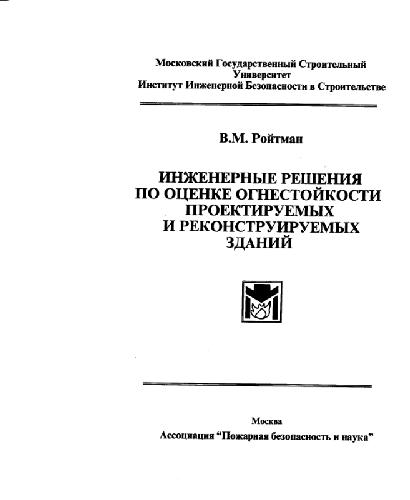 Московский Государственный Строительный
Университет
Институт Инженерной Безопасности в Строительстве
В.М. Ройтман
ИНЖЕНЕРНЫЕ РЕШЕНИЯ
ПО ОЦЕНКЕ ОГНЕСТОЙКОСТИ
ПРОЕКТИРУЕМЫХ
И РЕКОНСТРУИРУЕМЫХ
ЗДАНИЙ
Москва
Ассоциация "Пожарная безопасность и наука"